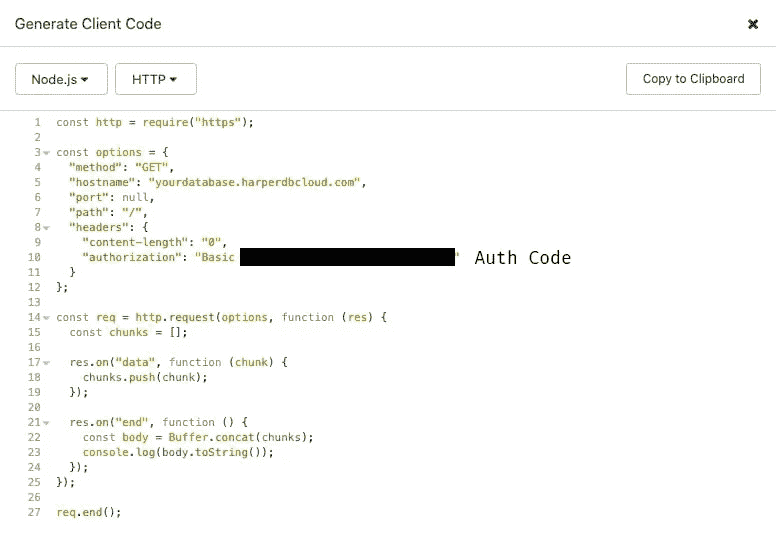 Generate Client Code ✖
Node.js ▾ HTTP ▾ Copy to Clipboard
1 const http = require("https");
2
3 const options = {
4 "method": "GET",
5 "hostname": "yourdatabase.harperdbcloud.com",
6 "port": null,
7 "path": "/",
8 "headers": {
9 "content-length": "0",
10 "authorization": "Basic " Auth Code
11 }
12 };
13
14 const req = http.request(options, function (res) {
15 const chunks = [];
16
17 res.on("data", function (chunk) {
18 chunks.push(chunk);
19 });
20
21 res.on("end", function () {
22 const body = Buffer.concat(chunks);
23 console.log(body.toString());
24 });
25 });
26
27 req.end();